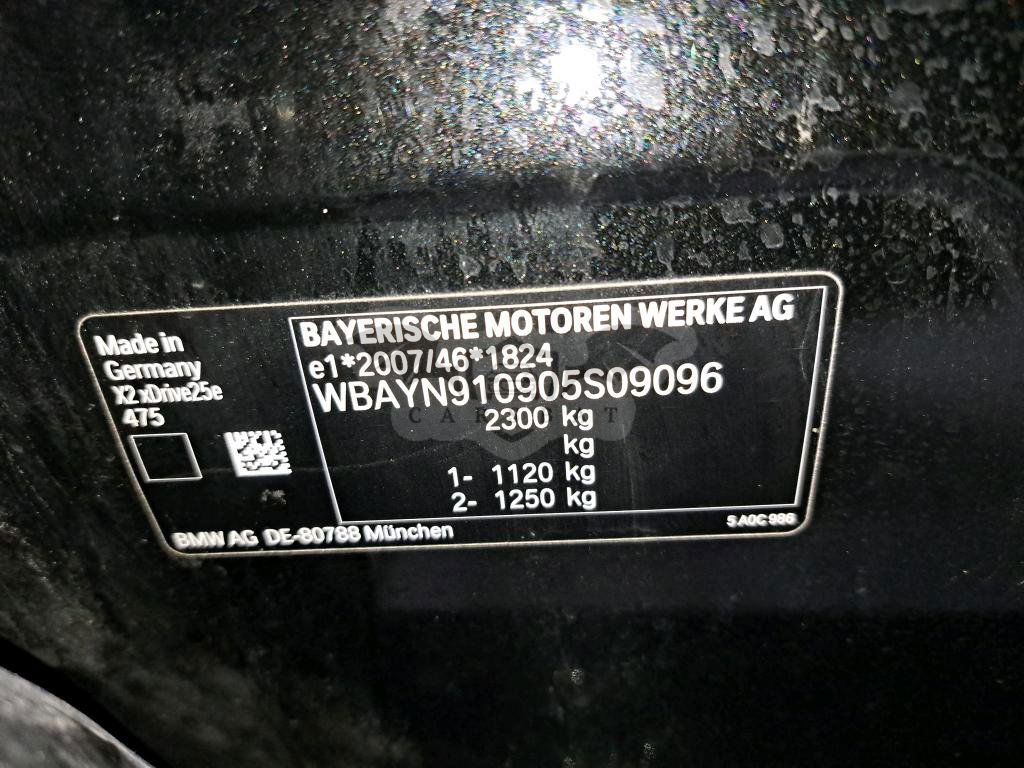 Made in
Germany
X2 xDrive25e
475
BAYERISCHE MOTOREN WERKE AG
e1*2007/46*1824
WBAYN910905S09096
2300 kg
kg
1- 1120 kg
2- 1250 kg
BMW AG DE-80788 München
5 A0C 986